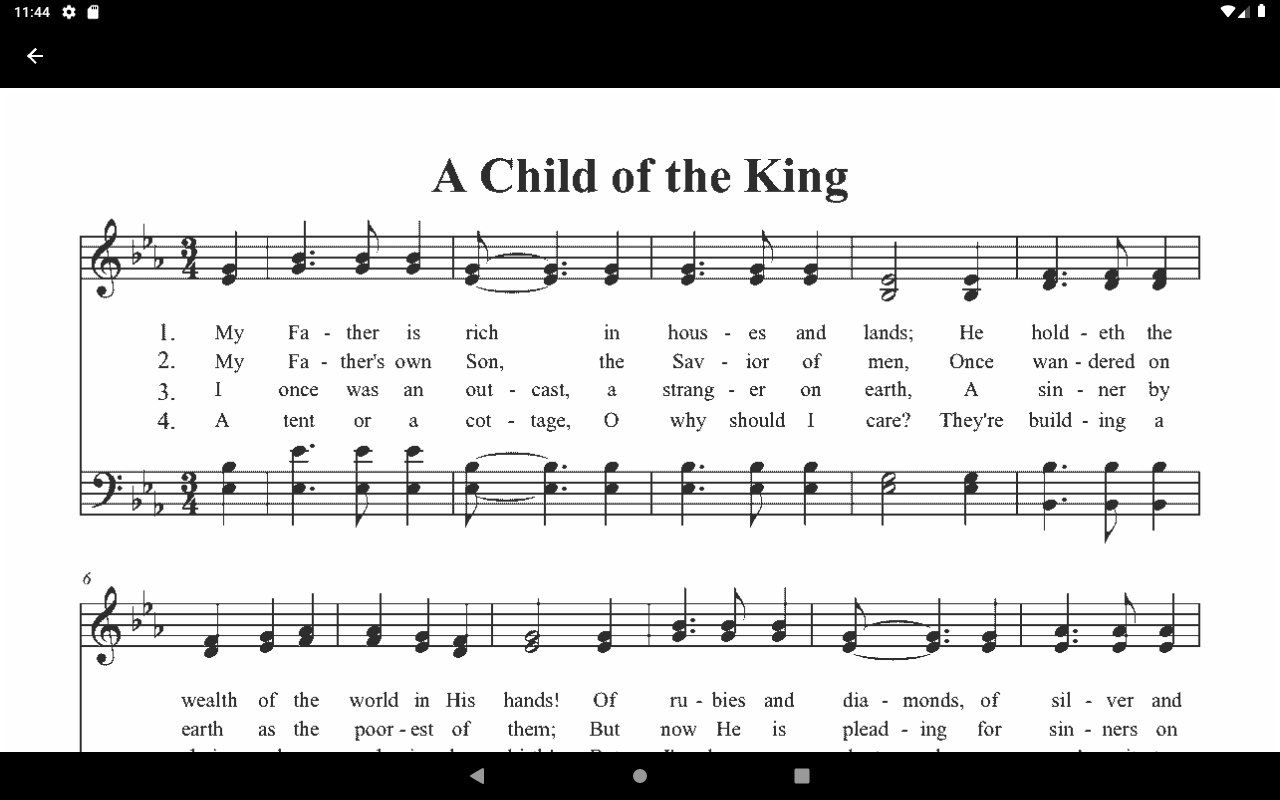 11:44
A Child of the King
3 4
1. My Fa - ther is rich in hous - es and lands; He hold - eth the
2. My Fa - ther's own Son, the Sav - ior of men, Once wan - dered on
3. I once was an out - cast, a strang - er on earth, A sin - ner by
4. A tent or a cot - tage, O why should I care? They're build - ing a
3 4
6
wealth of the world in His hands! Of ru - bies and dia - monds, of sil - ver and
earth as the poor - est of them; But now He is plead - ing for sin - ners on